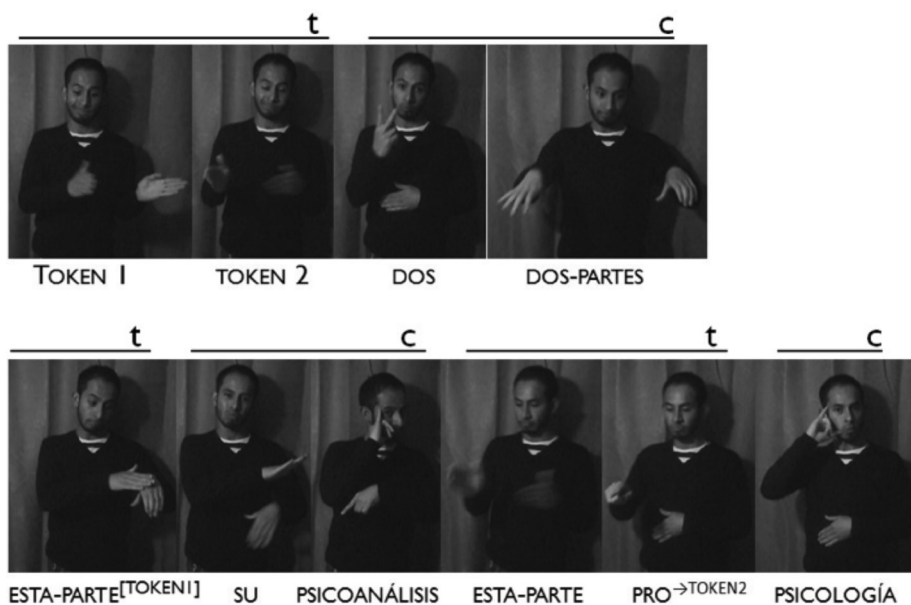 t c
TOKEN 1 TOKEN 2 DOS DOS-PARTES
t c t c
ESTA-PARTE[TOKEN1] SU PSICOANÁLISIS ESTA-PARTE PRO→TOKEN2 PSICOLOGÍA